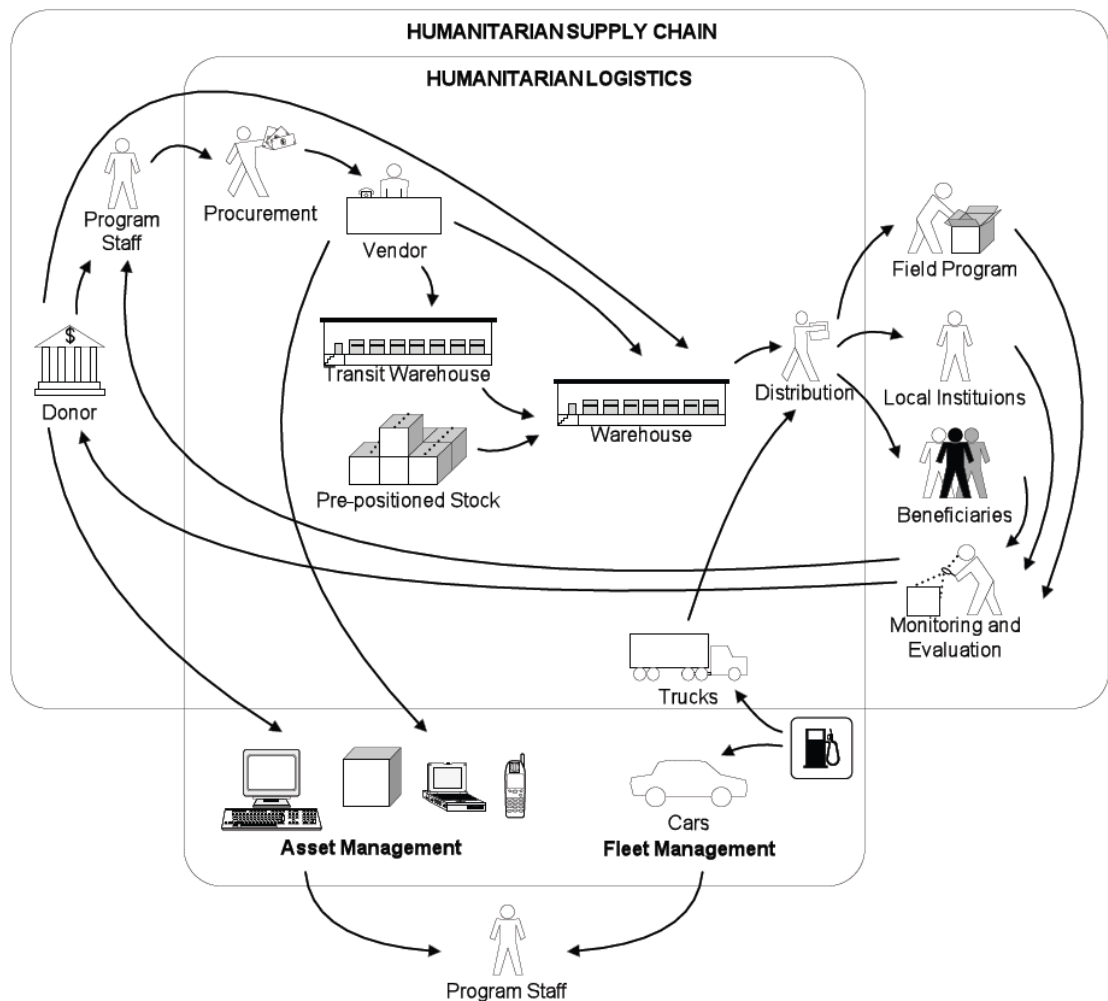 HUMANITARIAN SUPPLY CHAIN
HUMANITARIAN LOGISTICS
Program
Staff
Procurement
Vendor
Field Program
$
Donor
Transit Warehouse
Warehouse
Distribution
Local Instituions
Pre-positioned Stock
Beneficiaries
Monitoring and
Evaluation
Trucks
Cars
Asset Management
Fleet Management
Program Staff